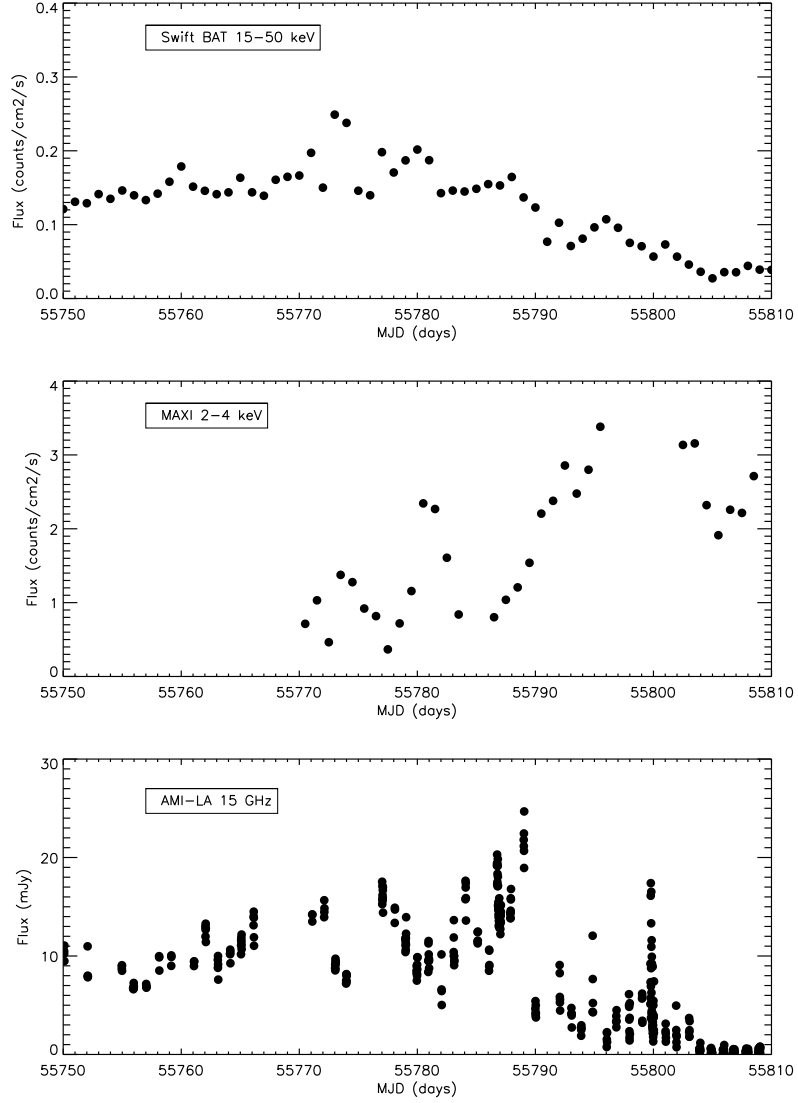 0.4
Swift BAT 15−50 keV
0.3
0.2
0.1
0.0
Flux (counts/cm2/s)
55750 55760 55770 55780 55790 55800 55810
MJD (days)
4
MAXI 2−4 keV
3
2
1
0
Flux (counts/cm2/s)
55750 55760 55770 55780 55790 55800 55810
MJD (days)
30
AMI−LA 15 GHz
20
10
0
Flux (mJy)
55750 55760 55770 55780 55790 55800 55810
MJD (days)